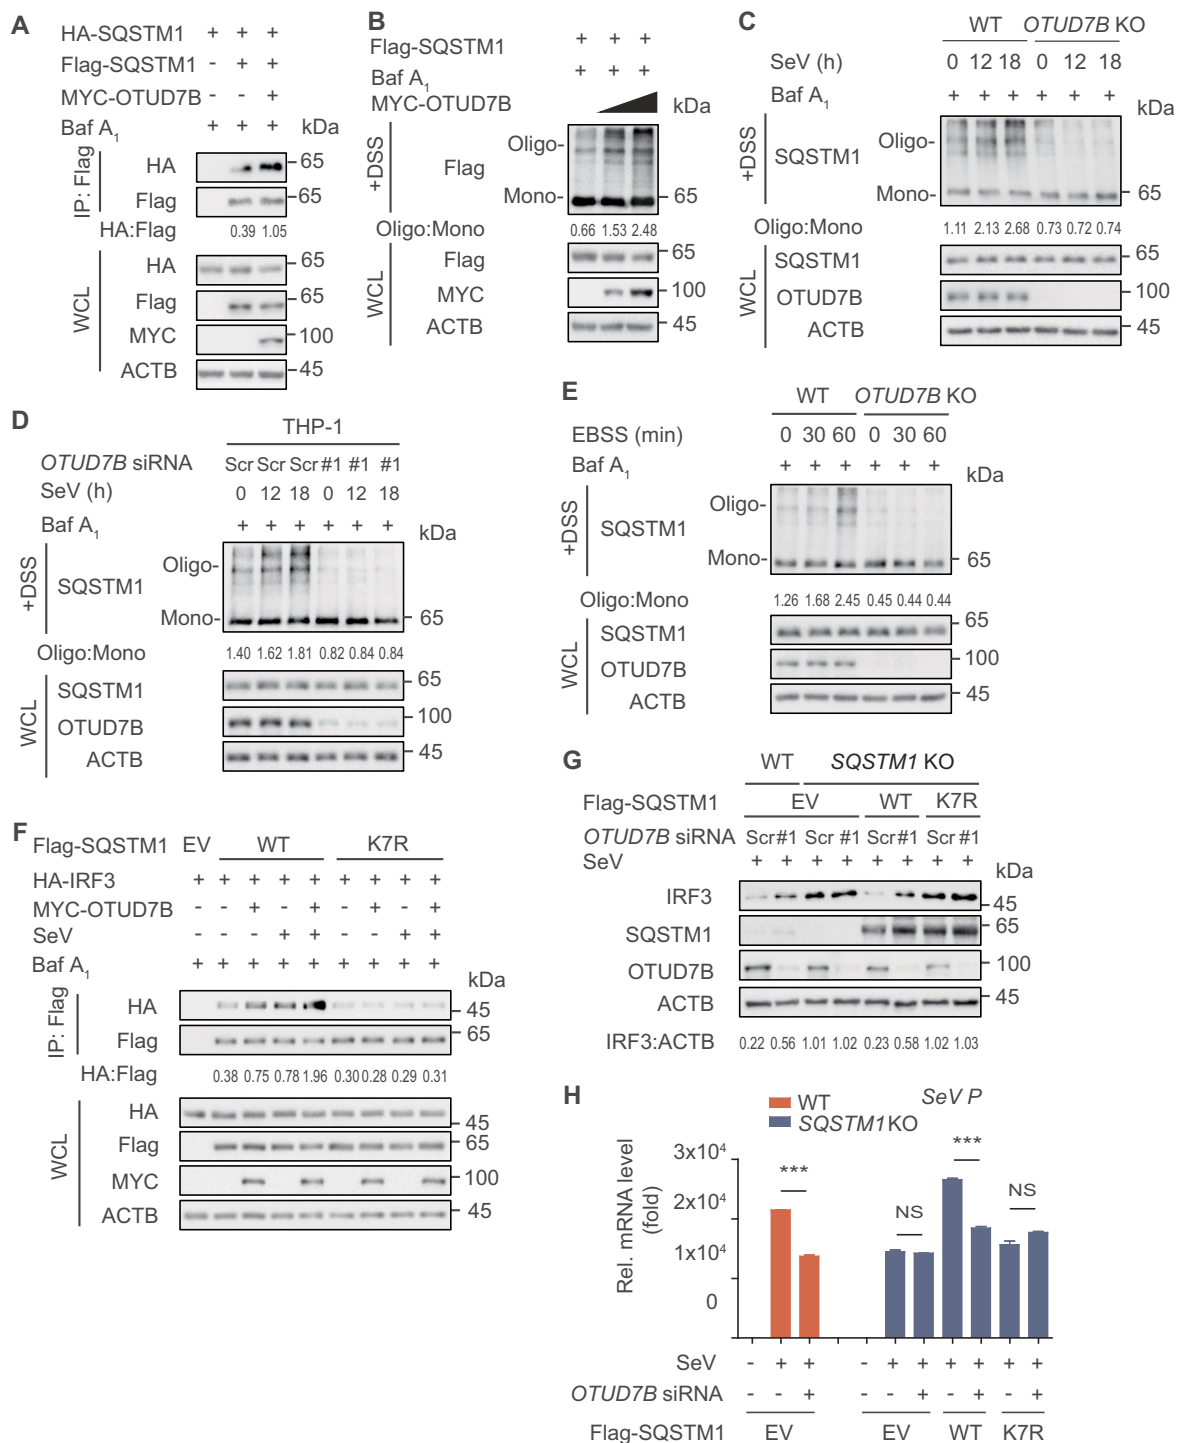 A
HA-SQSTM1 + + +
Flag-SQSTM1 - + +
MYC-OTUD7B - - +
Baf A1 + + + kDa
IP: Flag
HA 65
Flag 65
HA:Flag 0.39 1.05
WCL
HA 65
Flag 65
MYC 100
ACTB 45
B
Flag-SQSTM1 + + +
Baf A1 + + +
MYC-OTUD7B kDa
+DSS
Oligo-
Flag
Mono- 65
Oligo:Mono 0.66 1.53 2.48
WCL
Flag 65
MYC 100
ACTB 45
C
WT OTUD7B KO
SeV (h) 0 12 18 0 12 18
Baf A1 + + + + + + kDa
+DSS
Oligo-
SQSTM1
Mono- 65
Oligo:Mono 1.11 2.13 2.68 0.73 0.72 0.74
WCL
SQSTM1 65
OTUD7B 100
ACTB 45
D
THP-1
OTUD7B siRNA Scr Scr Scr #1 #1 #1
SeV (h) 0 12 18 0 12 18
Baf A1 + + + + + + kDa
+DSS
Oligo-
SQSTM1
Mono- 65
Oligo:Mono 1.40 1.62 1.81 0.82 0.84 0.84
WCL
SQSTM1 65
OTUD7B 100
ACTB 45
E
WT OTUD7B KO
EBSS (min) 0 30 60 0 30 60
Baf A1 + + + + + + kDa
+DSS
Oligo-
SQSTM1
Mono- 65
Oligo:Mono 1.26 1.68 2.45 0.45 0.44 0.44
WCL
SQSTM1 65
OTUD7B 100
ACTB 45
F
Flag-SQSTM1 EV WT K7R
HA-IRF3 + + + + + + + + +
MYC-OTUD7B - - + - + - + - +
SeV - - - + + - - + +
Baf A1 + + + + + + + + + kDa
IP: Flag
HA 45
Flag 65
HA:Flag 0.38 0.75 0.78 1.96 0.30 0.28 0.29 0.31
WCL
HA 45
Flag 65
MYC 100
ACTB 45
G
WT SQSTM1 KO
Flag-SQSTM1 EV WT K7R
OTUD7B siRNA Scr #1 Scr #1 Scr #1 Scr #1
SeV + + + + + + + + kDa
IRF3 45
SQSTM1 65
OTUD7B 100
ACTB 45
IRF3:ACTB 0.22 0.56 1.01 1.02 0.23 0.58 1.02 1.03
H
WT SeV P
SQSTM1 KO
Rel. mRNA level
(fold)
3x10⁴
2x10⁴
1x10⁴
0
*** NS *** NS
SeV - + + - + + + + + +
OTUD7B siRNA - - + - - + - + - +
Flag-SQSTM1 EV EV WT K7R